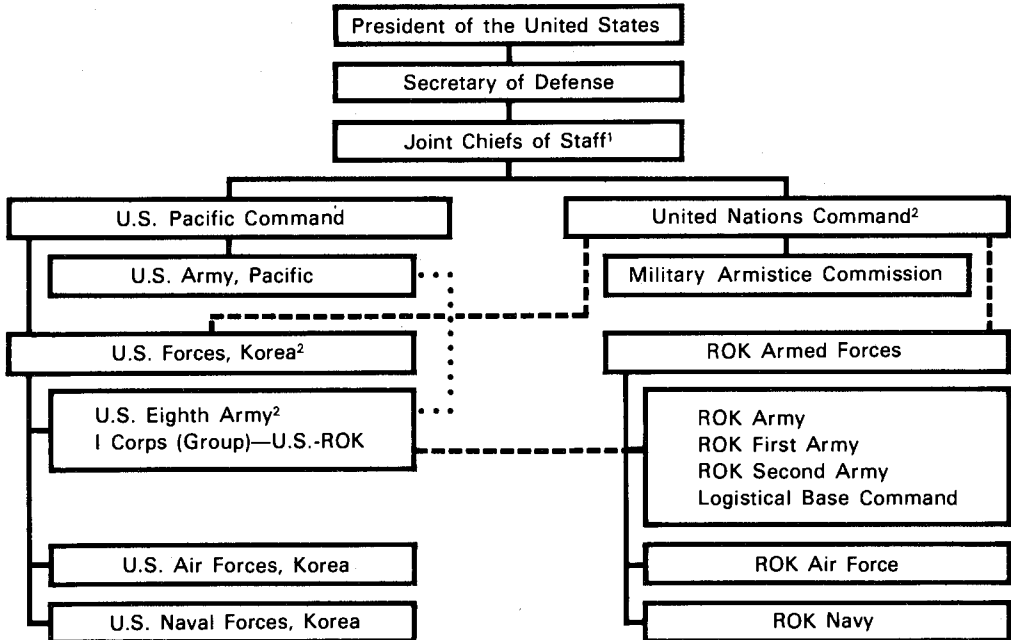 President of the United States
Secretary of Defense
Joint Chiefs of Staff¹
U.S. Pacific Command
United Nations Command²
U.S. Army, Pacific
Military Armistice Commission
U.S. Forces, Korea²
ROK Armed Forces
U.S. Eighth Army²
I Corps (Group)—U.S.-ROK
ROK Army
ROK First Army
ROK Second Army
Logistical Base Command
U.S. Air Forces, Korea
ROK Air Force
U.S. Naval Forces, Korea
ROK Navy